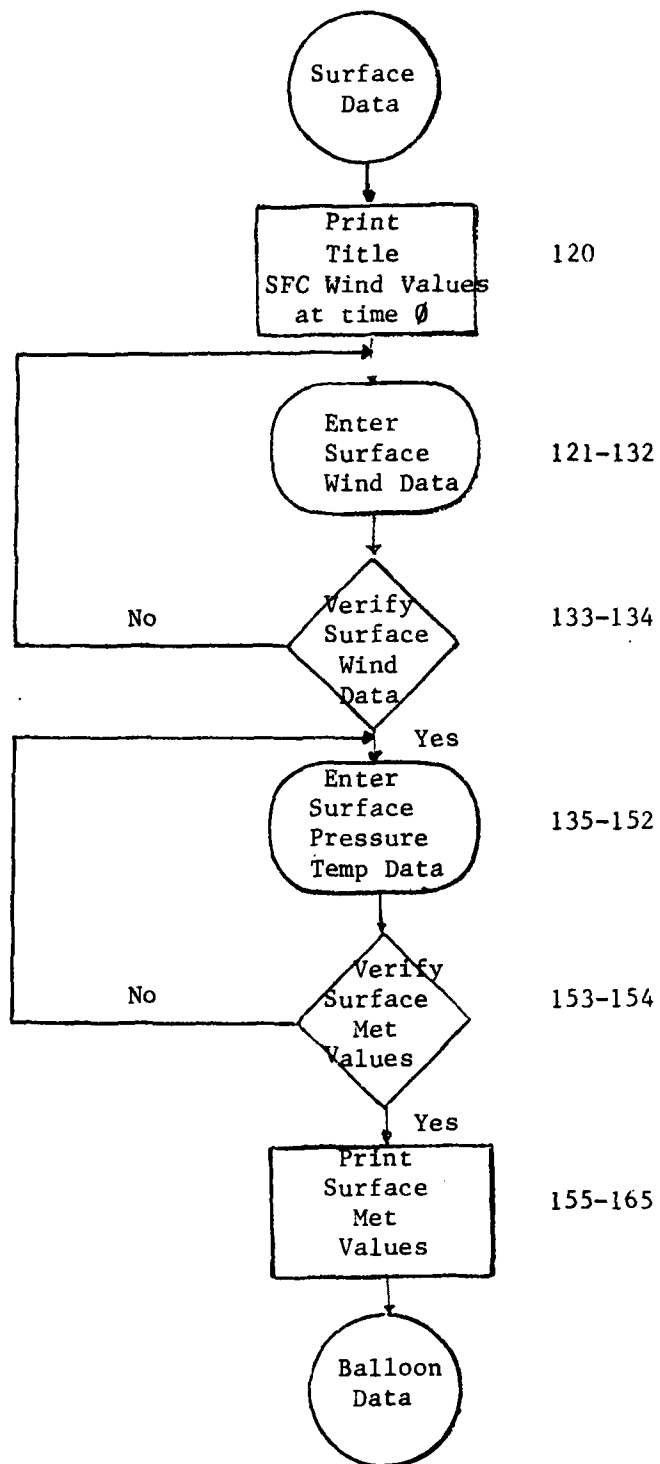 Surface
Data
Print
Title
SFC Wind Values
at time Ø
120
Enter
Surface
Wind Data
121-132
Verify
Surface
Wind
Data
133-134
No
Yes
Enter
Surface
Pressure
Temp Data
135-152
Verify
Surface
Met
Values
153-154
No
Yes
Print
Surface
Met
Values
155-165
Balloon
Data